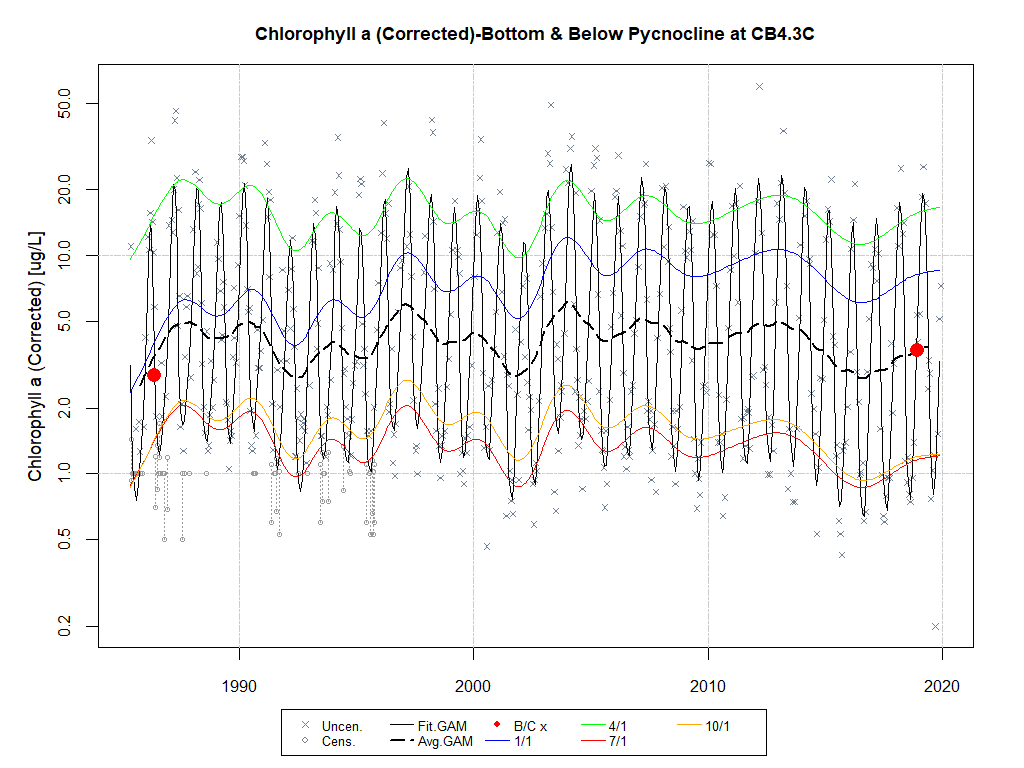 Chlorophyll a (Corrected)-Bottom & Below Pycnocline at CB4.3C
Chlorophyll a (Corrected) [ug/L]
50.0
20.0
10.0
5.0
2.0
1.0
0.5
0.2
1990 2000 2010 2020
Uncen. Fit.GAM B/C x 4/1 10/1
Cens. Avg.GAM 1/1 7/1